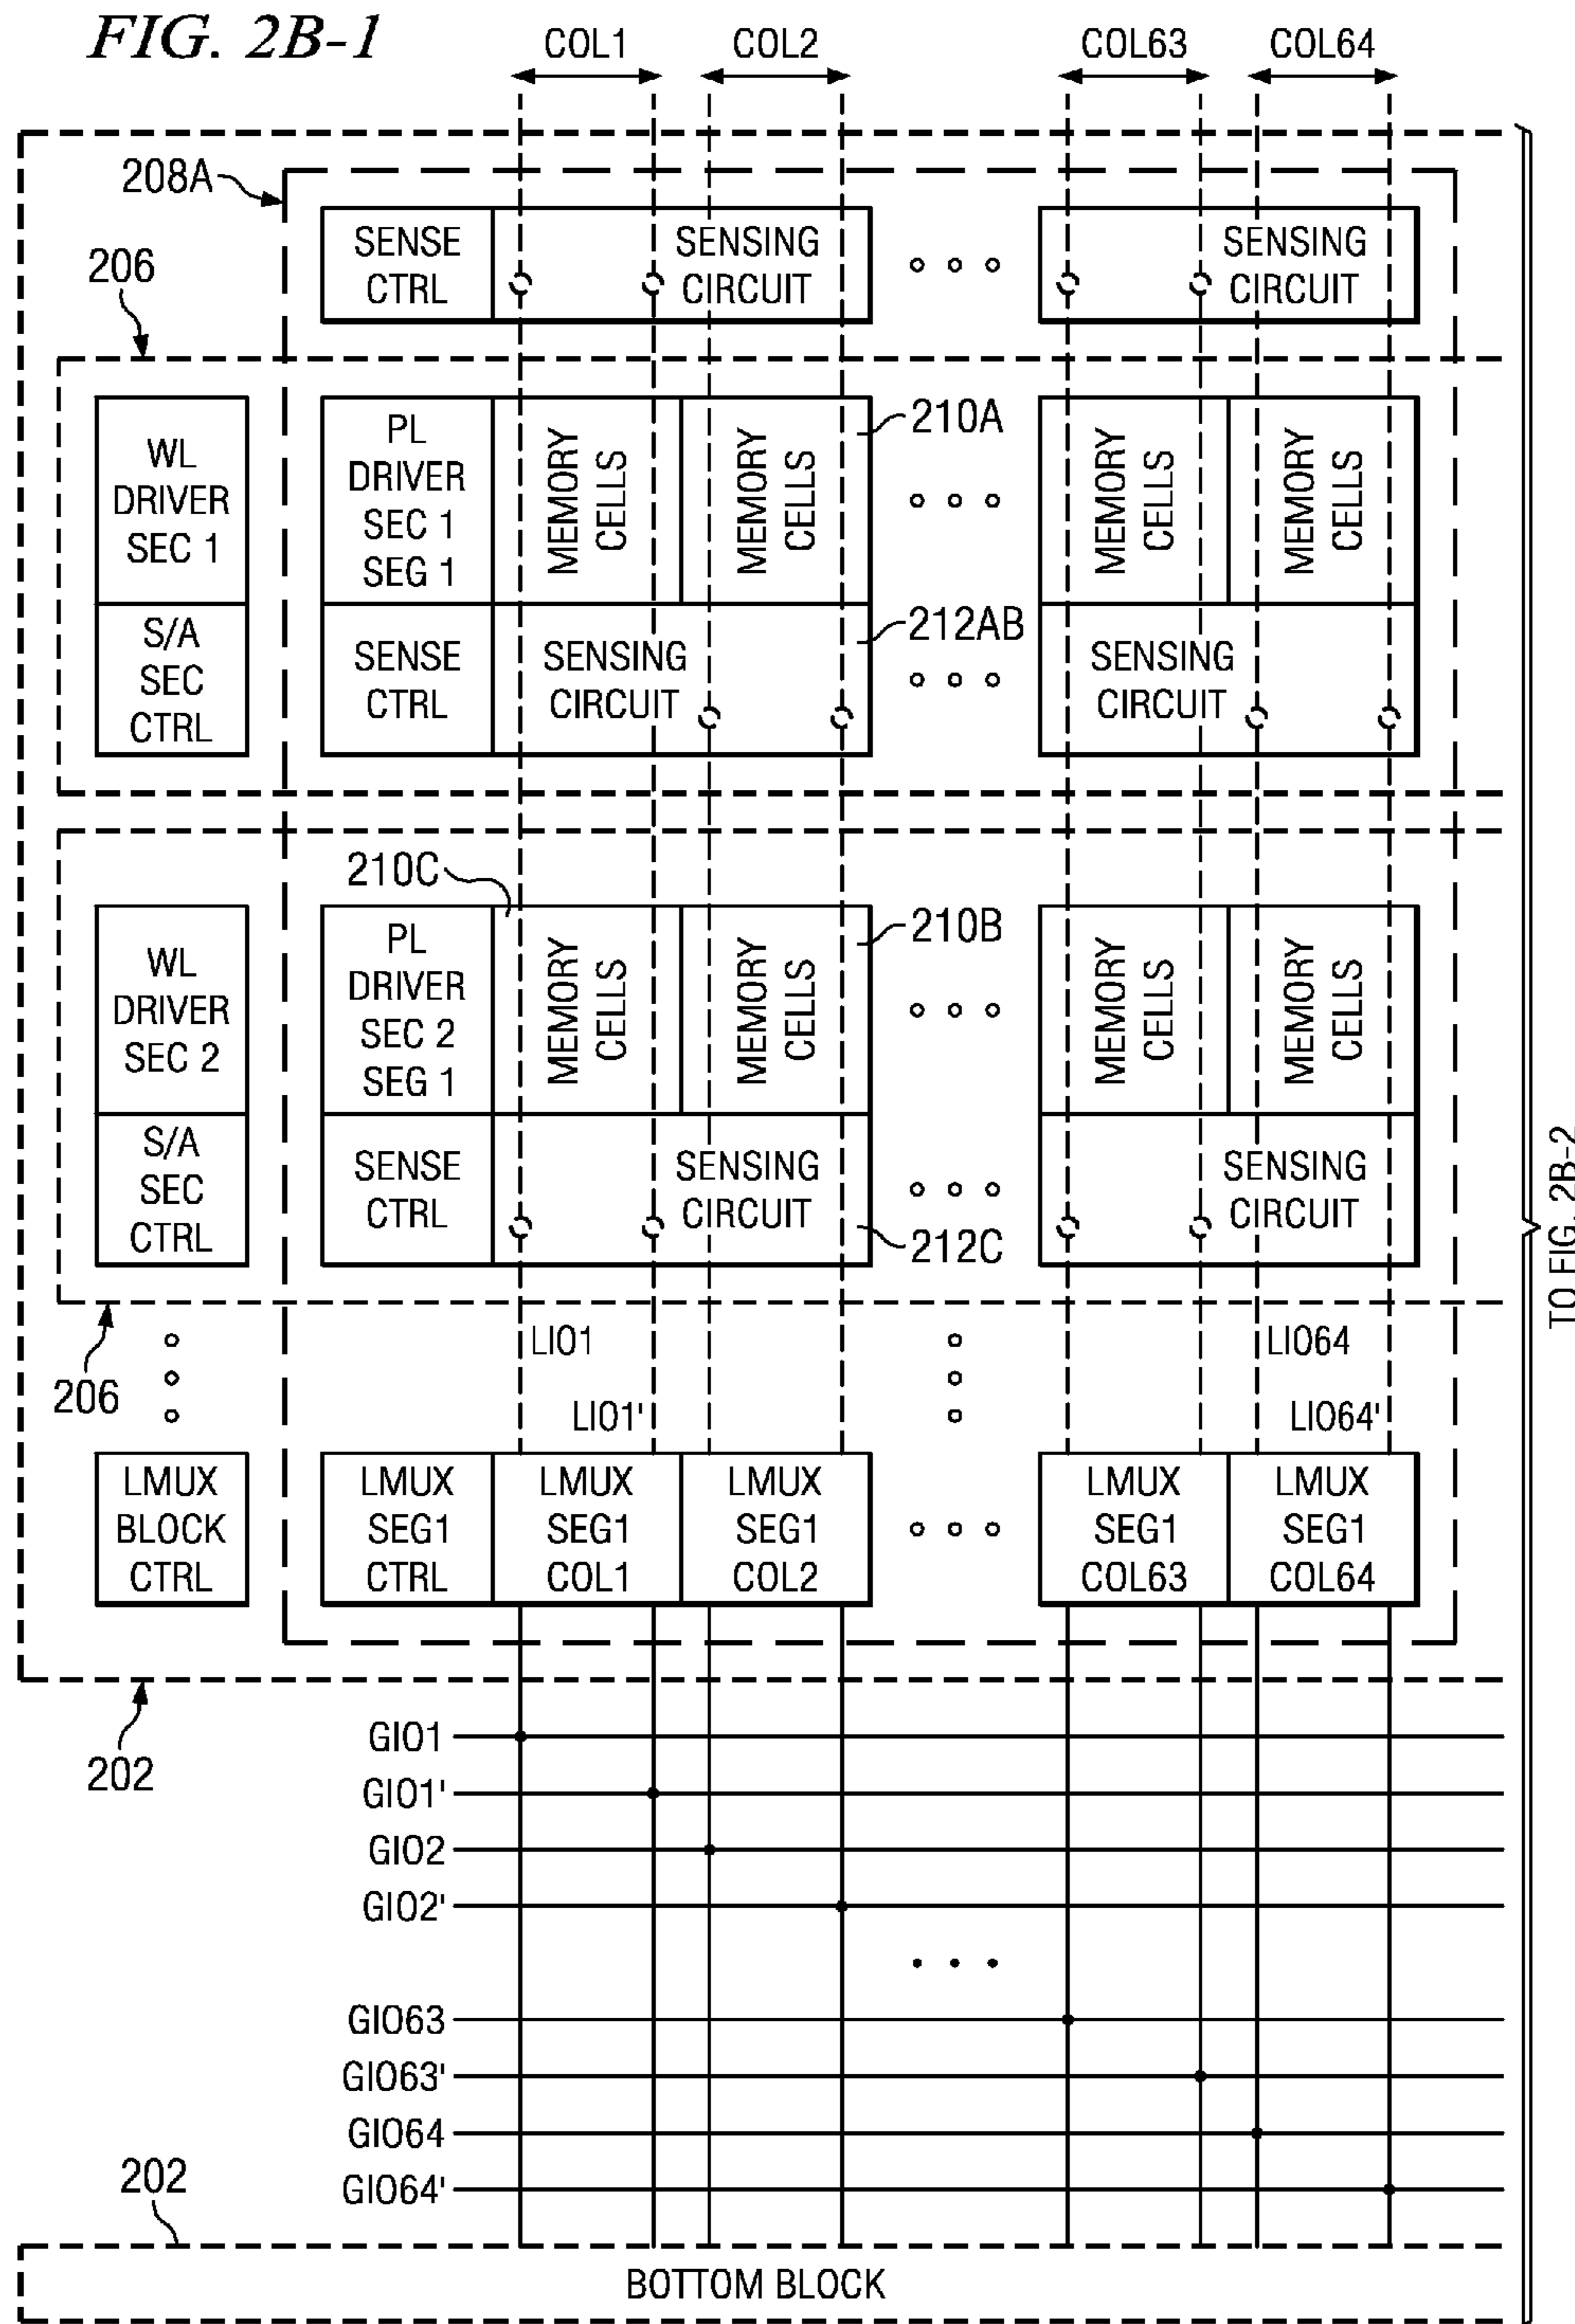 FIG. 2B-1
COL1 COL2 COL63 COL64
208A
SENSE CTRL
SENSING CIRCUIT
SENSING CIRCUIT
206
WL DRIVER SEC 1
PL DRIVER SEC 1 SEG 1
MEMORY CELLS
MEMORY CELLS
210A
MEMORY CELLS
MEMORY CELLS
S/A SEC CTRL
SENSE CTRL
SENSING CIRCUIT
212AB
SENSING CIRCUIT
210C
WL DRIVER SEC 2
PL DRIVER SEC 2 SEG 1
MEMORY CELLS
MEMORY CELLS
210B
MEMORY CELLS
MEMORY CELLS
S/A SEC CTRL
SENSE CTRL
SENSING CIRCUIT
212C
SENSING CIRCUIT
TO FIG. 2B-2
206
LIO1
LIO1'
LIO64
LIO64'
LMUX BLOCK CTRL
LMUX SEG1 CTRL
LMUX SEG1 COL1
LMUX SEG1 COL2
LMUX SEG1 COL63
LMUX SEG1 COL64
202
GIO1
GIO1'
GIO2
GIO2'
GIO63
GIO63'
GIO64
GIO64'
202
BOTTOM BLOCK